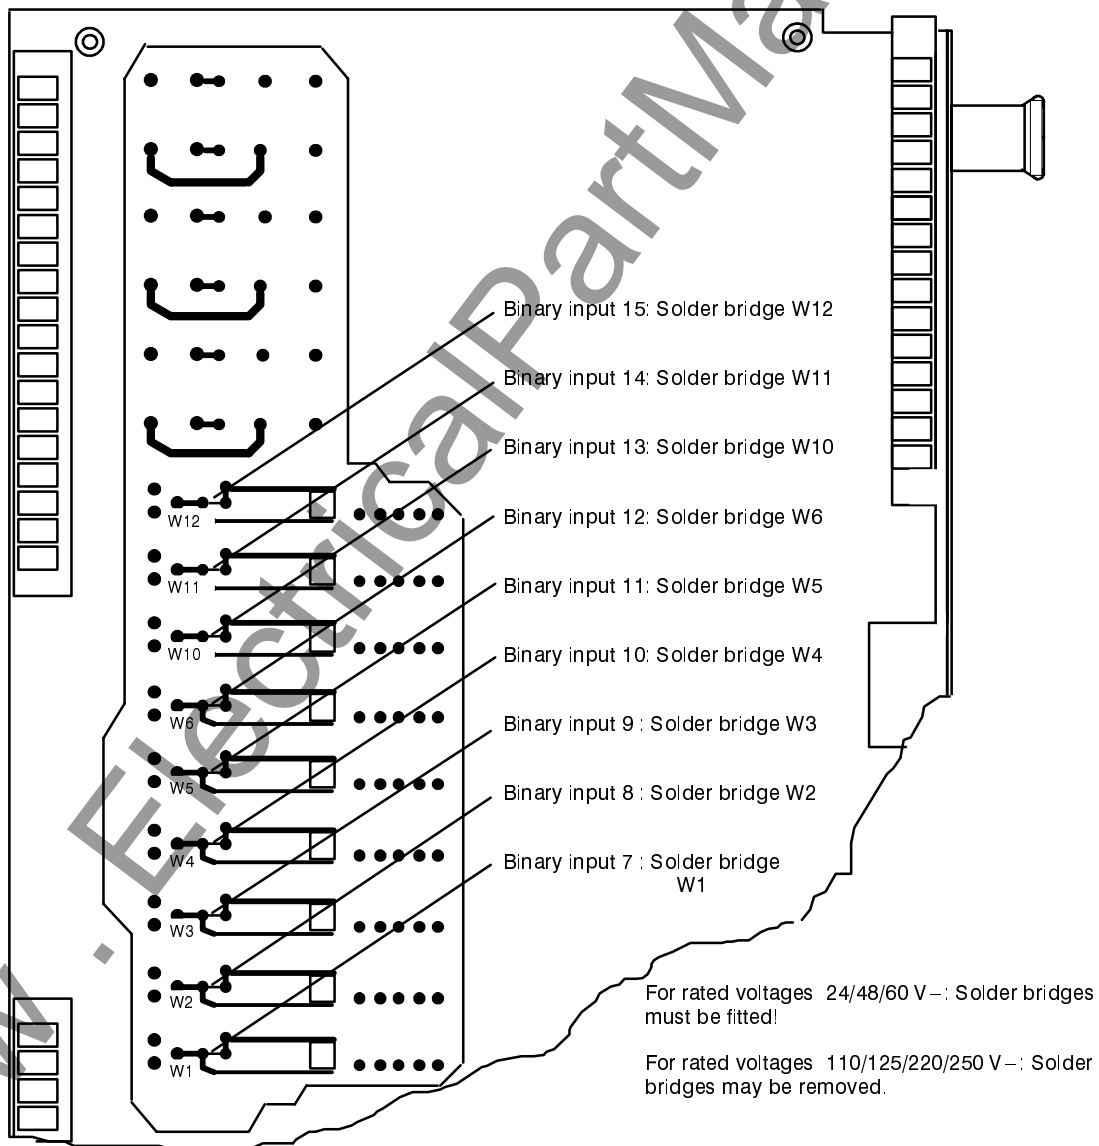 Binary input 15: Solder bridge W12
Binary input 14: Solder bridge W11
Binary input 13: Solder bridge W10
Binary input 12: Solder bridge W6
Binary input 11: Solder bridge W5
Binary input 10: Solder bridge W4
Binary input 9 : Solder bridge W3
Binary input 8 : Solder bridge W2
Binary input 7 : Solder bridge
W1
W12
W11
W10
W6
W5
W4
W3
W2
W1
For rated voltages 24/48/60 V–: Solder bridges
must be fitted!
For rated voltages 110/125/220/250 V–: Solder
bridges may be removed.
w . ElectricalPartMa